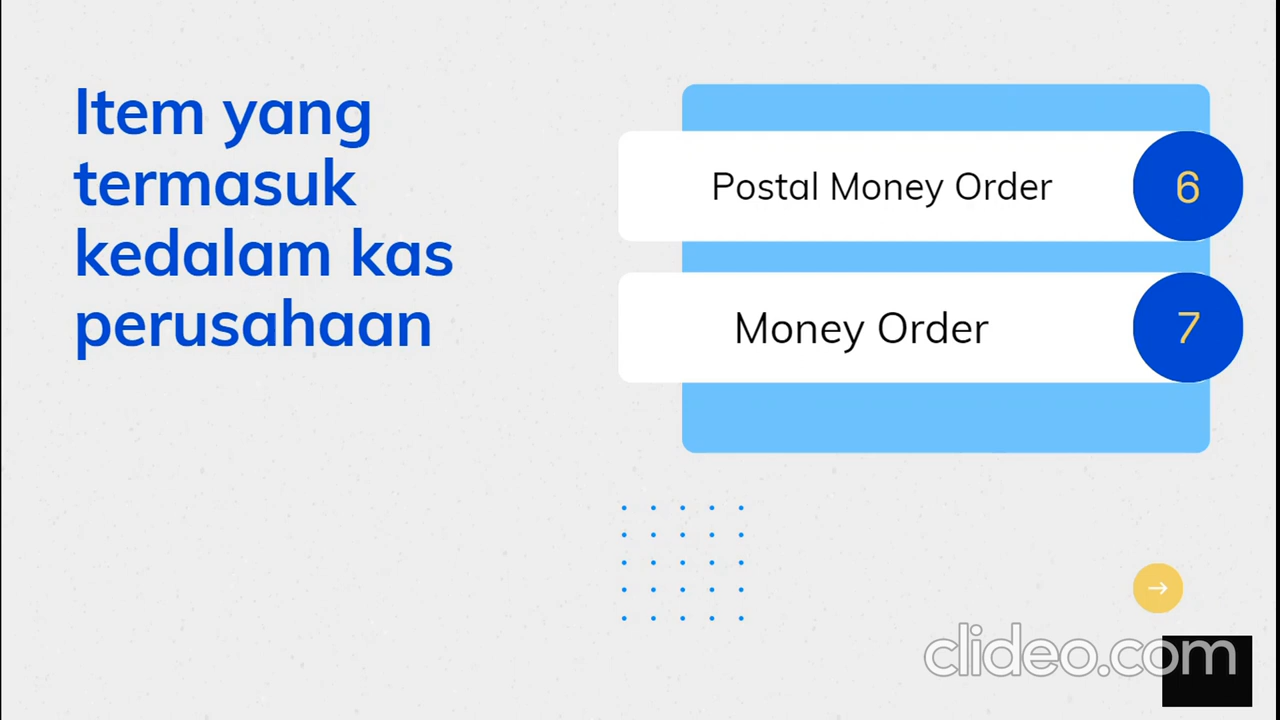 Item yang
termasuk
kedalam kas
perusahaan
Postal Money Order
6
Money Order
7
clideo.com